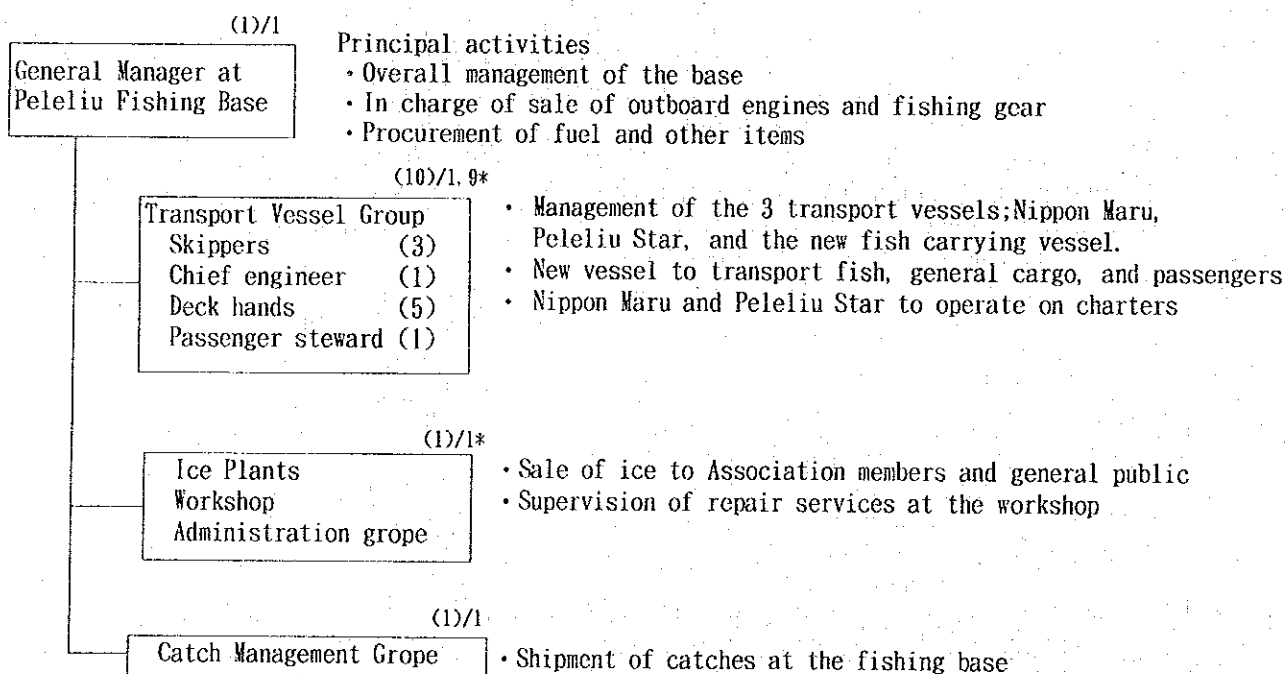 (1)/1
General Manager at
Peleliu Fishing Base
Principal activities
・Overall management of the base
・In charge of sale of outboard engines and fishing gear
・Procurement of fuel and other items
(10)/1, 9*
Transport Vessel Group
Skippers (3)
Chief engineer (1)
Deck hands (5)
Passenger steward (1)
・Management of the 3 transport vessels;Nippon Maru,
Peleliu Star, and the new fish carrying vessel.
・New vessel to transport fish, general cargo, and passengers
・Nippon Maru and Peleliu Star to operate on charters
(1)/1*
Ice Plants
Workshop
Administration grope
・Sale of ice to Association members and general public
・Supervision of repair services at the workshop
(1)/1
Catch Management Grope
・Shipment of catches at the fishing base